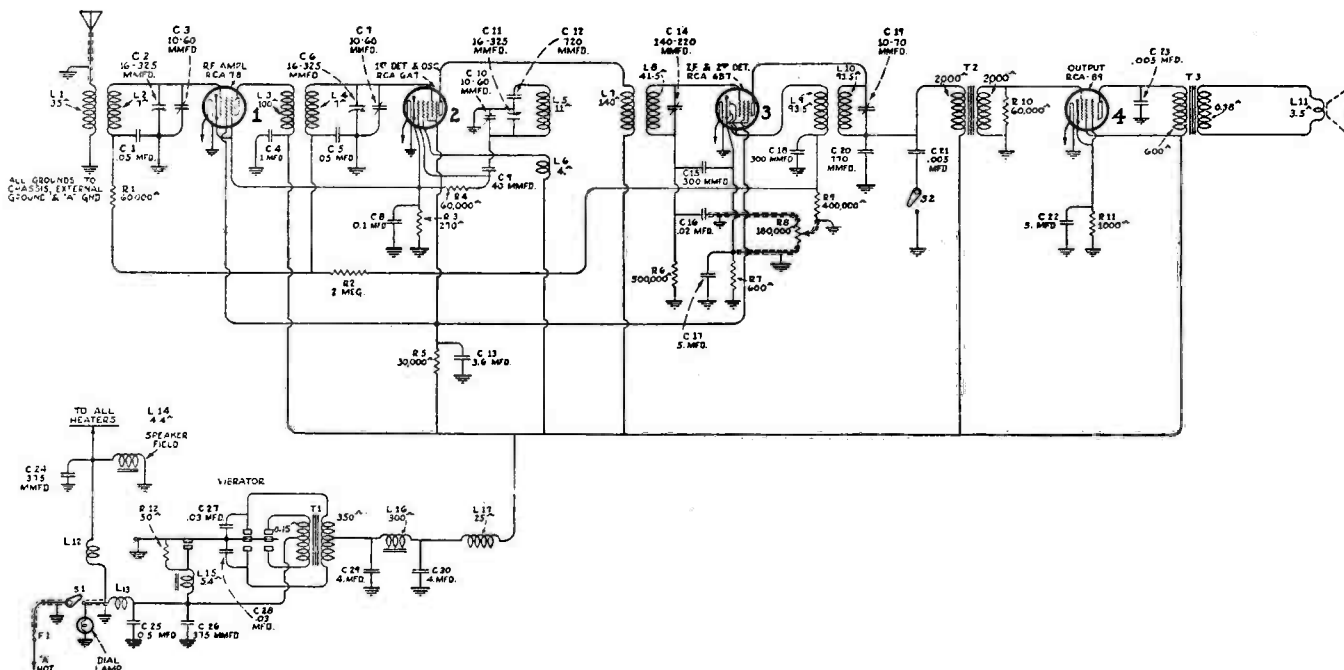 C 2
16-325
MMFD.
C 3
10-60
MMFD.
RF AMPL
RCA 78
C 6
16-325
MMFD
C 7
10-60
MMFD.
1ST DET & OSC
RCA 6A7
C 11
16-325
MMFD.
C 12
720
MMFD.
C 10
10-60
MMFD.
C 14
140-220
MMFD.
IF & 2ND DET.
RCA 6B7
C 19
10-70
MMFD.
T 2
2000^
2000^
OUTPUT
RCA-89
C 23
.005 MFD.
T 3
L 1
35^
L 2
7^
1
L 3
100^
L 4
7^
2
L 5
11^
L 7
140^
L 8
41.5^
3
L 9
93.5^
L 10
93.5^
R 10
60,000^
4
600^
0.98^
L 11
3.5^
C 1
.05 MFD.
C 4
.1 MFD
C 5
.05 MFD.
L 6
4^
C 9
40 MMFD.
C 15
300 MMFD
C 18
300 MMFD
C 20
770
MMFD
C 21
.005
MFD
S2
ALL GROUNDS TO
CHASSIS, EXTERNAL
GROUND & "A" GND
R 1
60,000^
R 4
60,000^
C 8
0.1 MFD
R 3
270^
C 16
.02 MFD.
R 8
380,000^
R 9
400,000^
C 22
5. MFD.
R 11
1000^
R 2
2 MEG.
R 6
500,000^
R 7
600^
C 17
5. MFD.
R 5
30,000^
C 13
3.6 MFD.
TO ALL
HEATERS
L 14
4.4^
SPEAKER
FIELD
C 24
375
MMFD
VIBRATOR
R 12
50^
C 27
.03 MFD.
0.15^
T 1
350^
L 16
300^
L 17
25^
L 12
L 15
5.4^
C 28
.03
MFD.
C 29
4. MFD.
C 30
4. MFD.
S1
L 13
C 25
0.5 MFD
C 26
375 MMFD
F 1
"A"
HOT
DIAL
LAMP